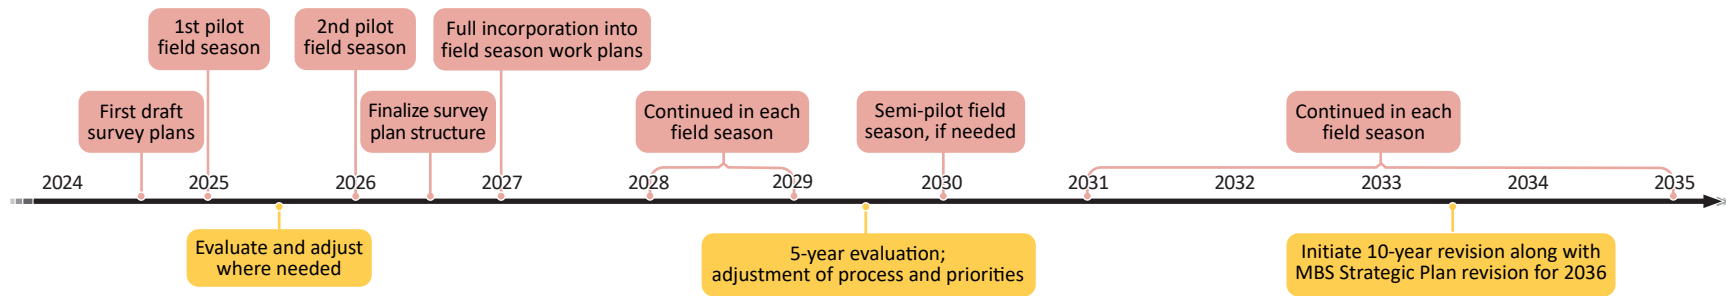 1st pilot
field season
2nd pilot
field season
Full incorporation into
field season work plans
First draft
survey plans
Finalize survey
plan structure
Continued in each
field season
Semi-pilot field
season, if needed
Continued in each
field season
2024
2025
2026
2027
2028
2029
2030
2031
2032
2033
2034
2035
Evaluate and adjust
where needed
5-year evaluation;
adjustment of process and priorities
Initiate 10-year revision along with
MBS Strategic Plan revision for 2036